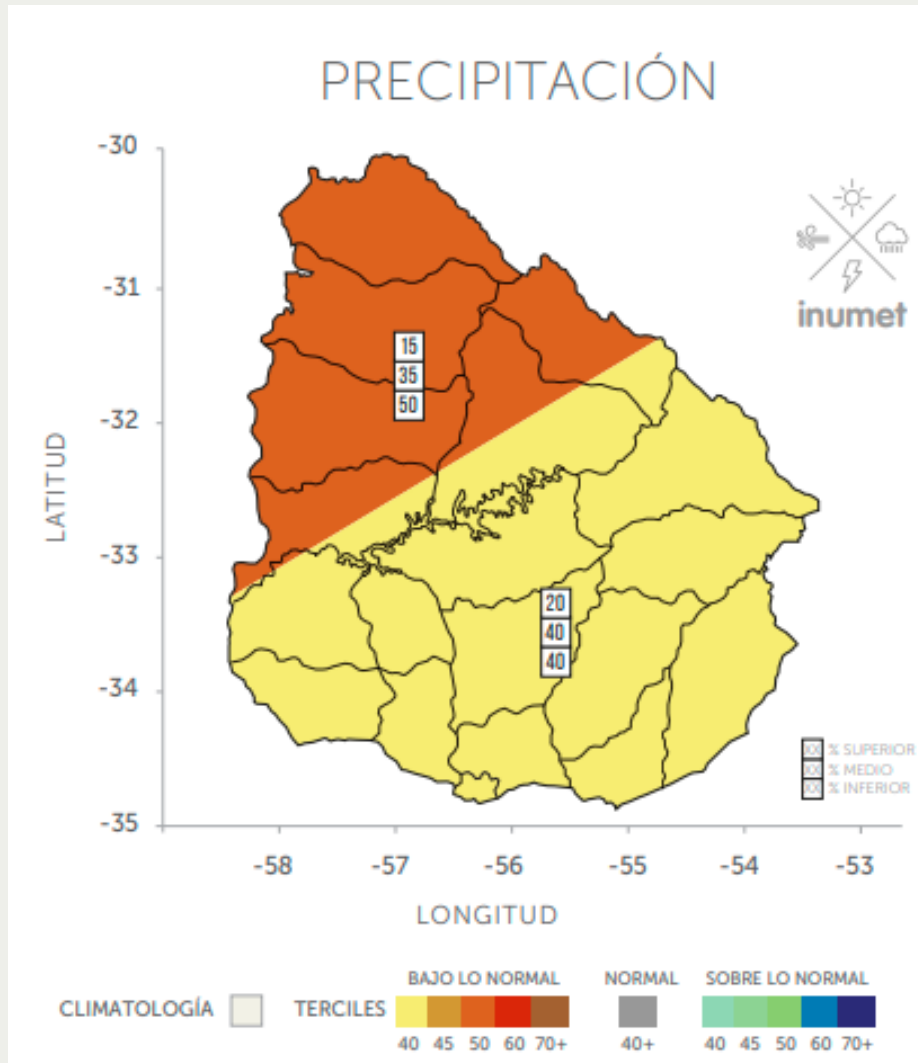 PRECIPITACIÓN
-30
-31
-32
-33
-34
-35
LATITUD
inumet
15
35
50
20
40
40
XX % SUPERIOR
XX % MEDIO
XX % INFERIOR
-58 -57 -56 -55 -54 -53
LONGITUD
BAJO LO NORMAL NORMAL SOBRE LO NORMAL
CLIMATOLOGÍA TERCILES
40 45 50 60 70+ 40+ 40 45 50 60 70+